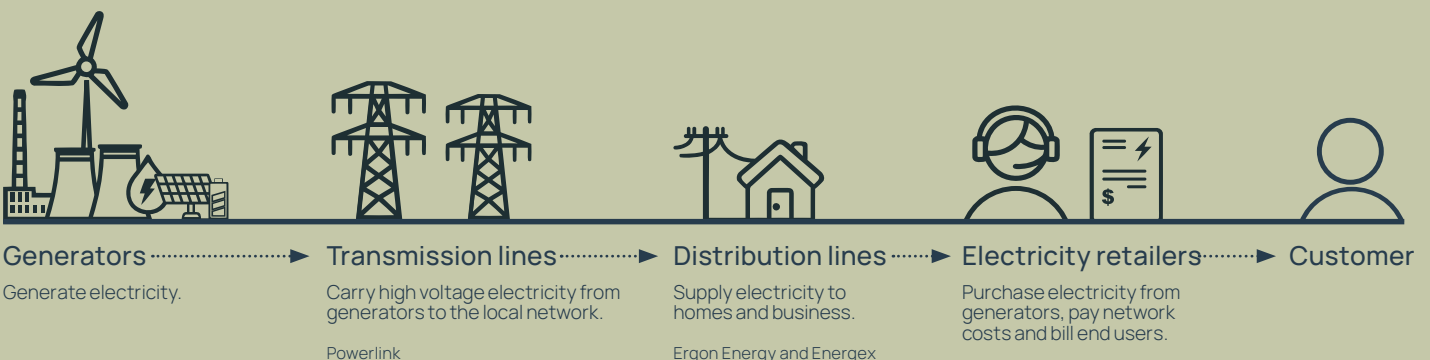 $
Generators
Transmission lines
Distribution lines
Electricity retailers
Customer
Generate electricity.
Carry high voltage electricity from
generators to the local network.
Powerlink
Supply electricity to
homes and business.
Ergon Energy and Energex
Purchase electricity from
generators, pay network
costs and bill end users.